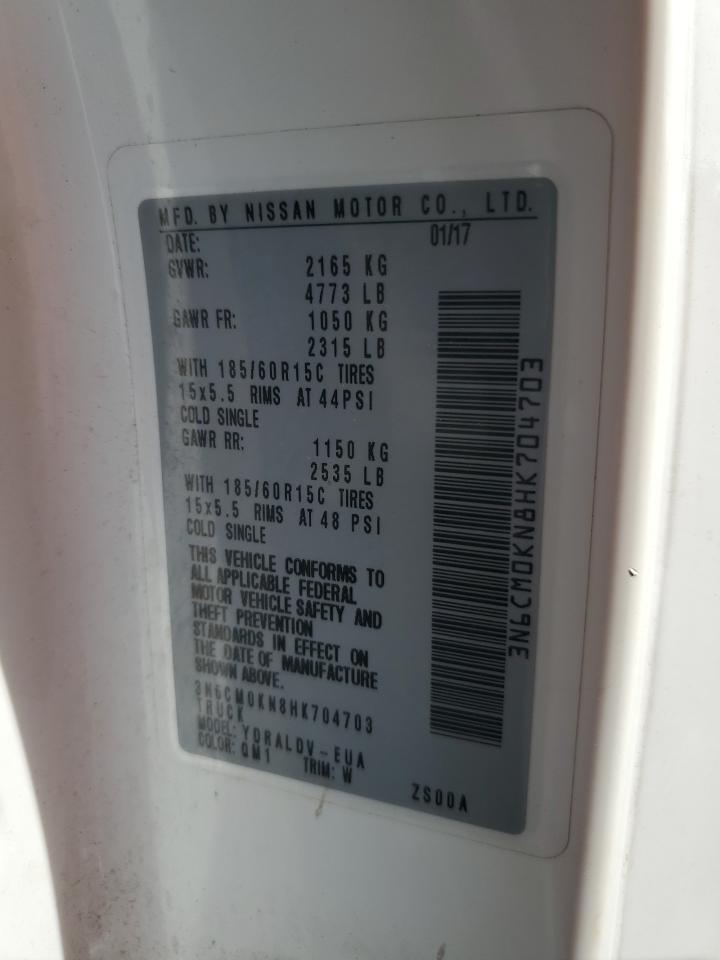 MFD. BY NISSAN MOTOR CO., LTD.
DATE: 01/17
GVWR: 2165 KG
4773 LB
GAWR FR: 1050 KG
2315 LB
WITH 185/60R15C TIRES
15x5.5 RIMS AT 44PSI
COLD SINGLE
GAWR RR: 1150 KG
2535 LB
WITH 185/60R15C TIRES
15x5.5 RIMS AT 48 PSI
COLD SINGLE
THIS VEHICLE CONFORMS TO
ALL APPLICABLE FEDERAL
MOTOR VEHICLE SAFETY AND
THEFT PREVENTION
STANDARDS IN EFFECT ON
THE DATE OF MANUFACTURE
SHOWN ABOVE.
3N6CM0KN8HK704703
TRUCK
MODEL: YDRALDV-EUA
COLOR: QM1 TRIM: W
ZS00A
3N6CM0KN8HK704703